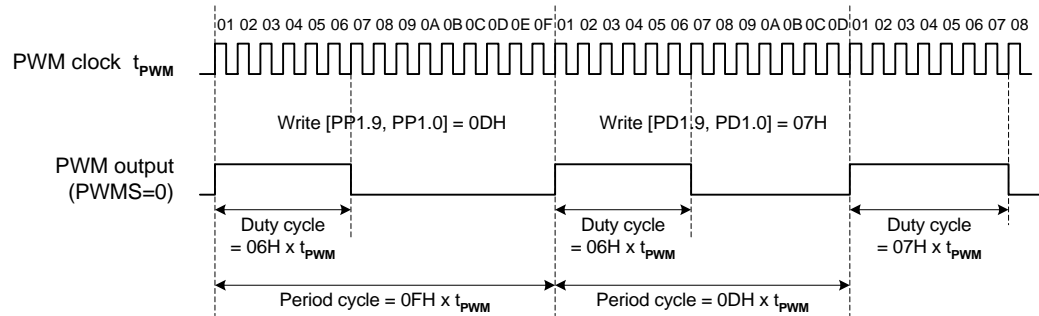 01 02 03 04 05 06 07 08 09 0A 0B 0C 0D 0E 0F 01 02 03 04 05 06 07 08 09 0A 0B 0C 0D 01 02 03 04 05 06 07 08
PWM clock tPWM
Write [PP1.9, PP1.0] = 0DH Write [PD1.9, PD1.0] = 07H
PWM output
(PWMS=0)
Duty cycle Duty cycle Duty cycle
= 06H x tPWM = 06H x tPWM = 07H x tPWM
Period cycle = 0FH x tPWM Period cycle = 0DH x tPWM